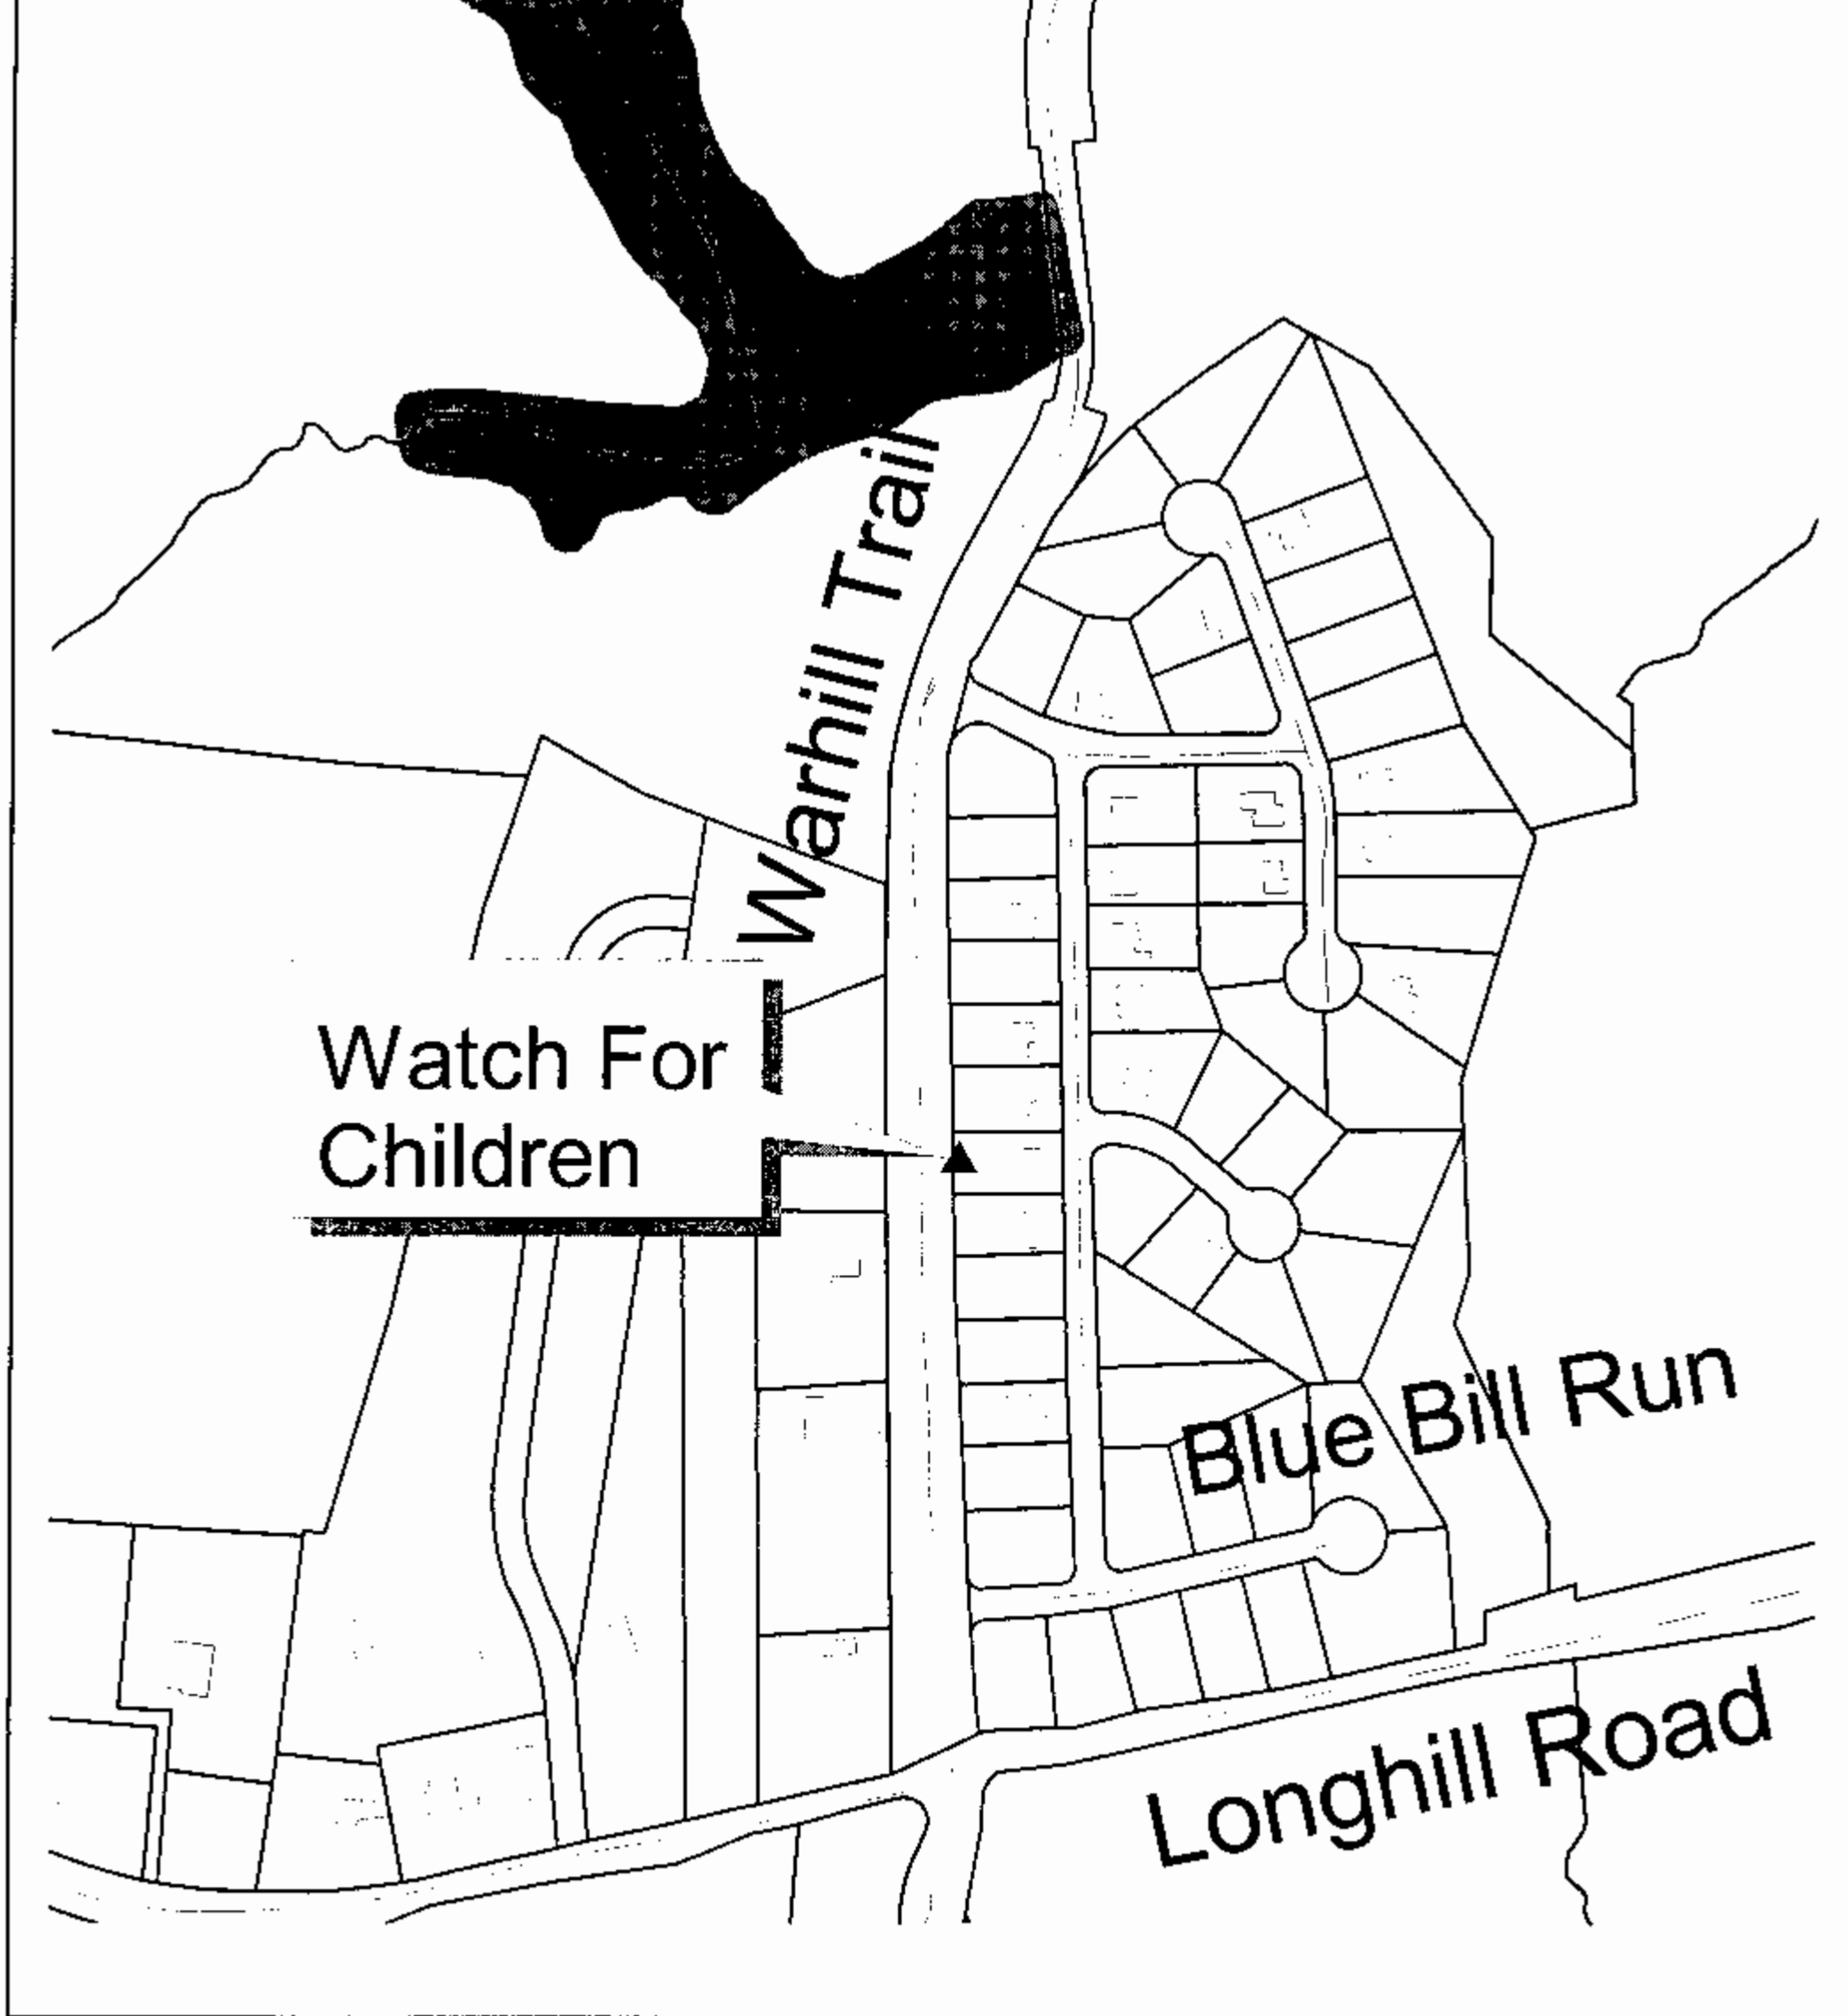 Warhill Trail
Watch For
Children
Blue Bill Run
Longhill Road